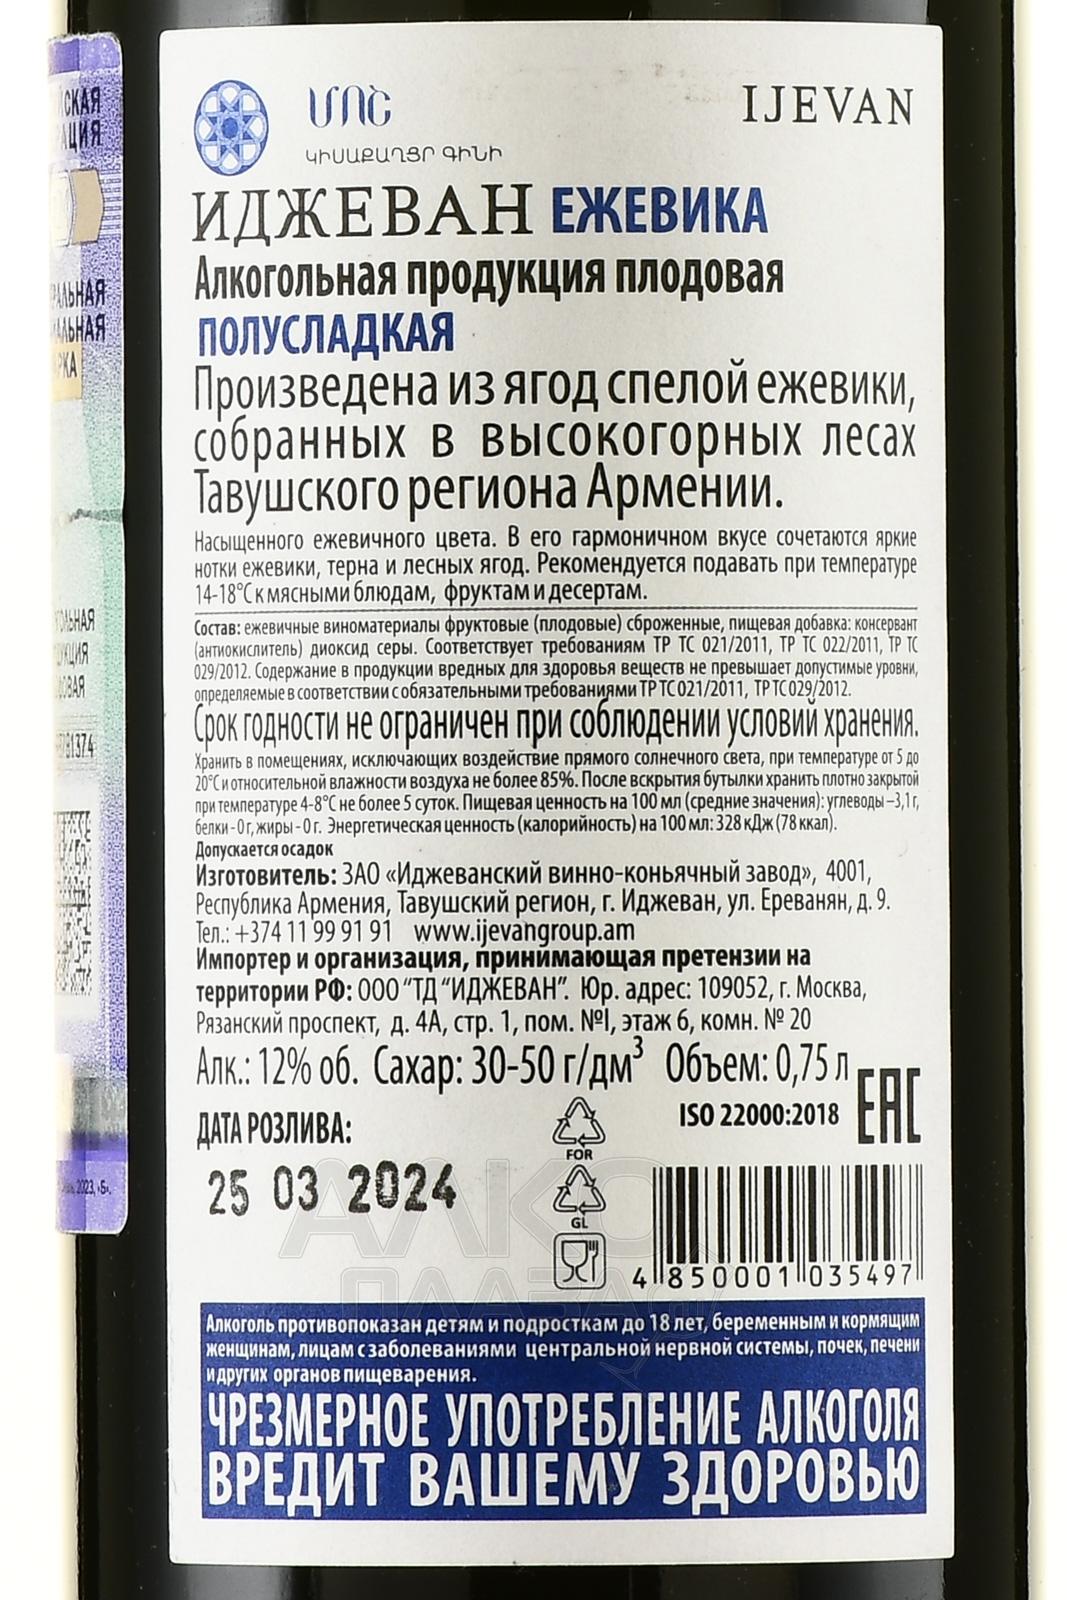 ՄՈՇ
IJEVAN
ԿԻՍԱՔԱՂՑՐ ԳԻՆԻ
ИДЖЕВАН ЕЖЕВИКА
Алкогольная продукция плодовая
ПОЛУСЛАДКАЯ
Произведена из ягод спелой ежевики,
собранных в высокогорных лесах
Тавушского региона Армении.
Насыщенного ежевичного цвета. В его гармоничном вкусе сочетаются яркие
нотки ежевики, терна и лесных ягод. Рекомендуется подавать при температуре
14-18°С к мясными блюдам, фруктам и десертам.
Состав: ежевичные виноматериалы фруктовые (плодовые) сброженные, пищевая добавка: консервант
(антиокислитель) диоксид серы. Соответствует требованиям ТР ТС 021/2011, ТР ТС 022/2011, ТР ТС
029/2012. Содержание в продукции вредных для здоровья веществ не превышает допустимые уровни,
определяемые в соответствии с обязательными требованиями ТР ТС 021/2011, ТР ТС 029/2012.
Срок годности не ограничен при соблюдении условий хранения.
Хранить в помещениях, исключающих воздействие прямого солнечного света, при температуре от 5 до
20°С и относительной влажности воздуха не более 85%. После вскрытия бутылки хранить плотно закрытой
при температуре 4-8°С не более 5 суток. Пищевая ценность на 100 мл (средние значения): углеводы –3,1 г,
белки - 0 г, жиры - 0 г. Энергетическая ценность (калорийность) на 100 мл: 328 кДж (78 ккал).
Допускается осадок
Изготовитель: ЗАО «Иджеванский винно-коньячный завод», 4001,
Республика Армения, Тавушский регион, г. Иджеван, ул. Ереванян, д. 9.
Тел.: +374 11 99 91 91 www.ijevangroup.am
Импортер и организация, принимающая претензии на
территории РФ: ООО "ТД "ИДЖЕВАН". Юр. адрес: 109052, г. Москва,
Рязанский проспект, д. 4А, стр. 1, пом. №I, этаж 6, комн. № 20
Алк.: 12% об. Сахар: 30-50 г/дм³ Объем: 0,75 л
ISO 22000:2018
EAC
ДАТА РОЗЛИВА:
FOR
25 03 2024
GL
4 850001 035497
АЛКО
ПЛАЗА
Алкоголь противопоказан детям и подросткам до 18 лет, беременным и кормящим
женщинам, лицам с заболеваниями центральной нервной системы, почек, печени
и других органов пищеварения.
ЧРЕЗМЕРНОЕ УПОТРЕБЛЕНИЕ АЛКОГОЛЯ
ВРЕДИТ ВАШЕМУ ЗДОРОВЬЮ